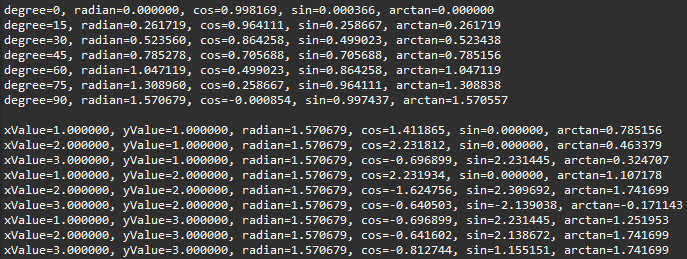 degree=0, radian=0.000000, cos=0.998169, sin=0.000366, arctan=0.000000
degree=15, radian=0.261719, cos=0.964111, sin=0.258667, arctan=0.261719
degree=30, radian=0.523560, cos=0.864258, sin=0.499023, arctan=0.523438
degree=45, radian=0.785278, cos=0.705688, sin=0.705688, arctan=0.785156
degree=60, radian=1.047119, cos=0.499023, sin=0.864258, arctan=1.047119
degree=75, radian=1.308960, cos=0.258667, sin=0.964111, arctan=1.308838
degree=90, radian=1.570679, cos=-0.000854, sin=0.997437, arctan=1.570557
xValue=1.000000, yValue=1.000000, radian=1.570679, cos=1.411865, sin=0.000000, arctan=0.785156
xValue=2.000000, yValue=1.000000, radian=1.570679, cos=2.231812, sin=0.000000, arctan=0.463379
xValue=3.000000, yValue=1.000000, radian=1.570679, cos=-0.696899, sin=2.231445, arctan=0.324707
xValue=1.000000, yValue=2.000000, radian=1.570679, cos=2.231934, sin=0.000000, arctan=1.107178
xValue=2.000000, yValue=2.000000, radian=1.570679, cos=-1.624756, sin=2.309692, arctan=1.741699
xValue=3.000000, yValue=2.000000, radian=1.570679, cos=-0.640503, sin=-2.139038, arctan=-0.171143
xValue=1.000000, yValue=3.000000, radian=1.570679, cos=-0.696899, sin=2.231445, arctan=1.251953
xValue=2.000000, yValue=3.000000, radian=1.570679, cos=-0.641602, sin=2.138672, arctan=1.741699
xValue=3.000000, yValue=3.000000, radian=1.570679, cos=-0.812744, sin=1.155151, arctan=1.741699